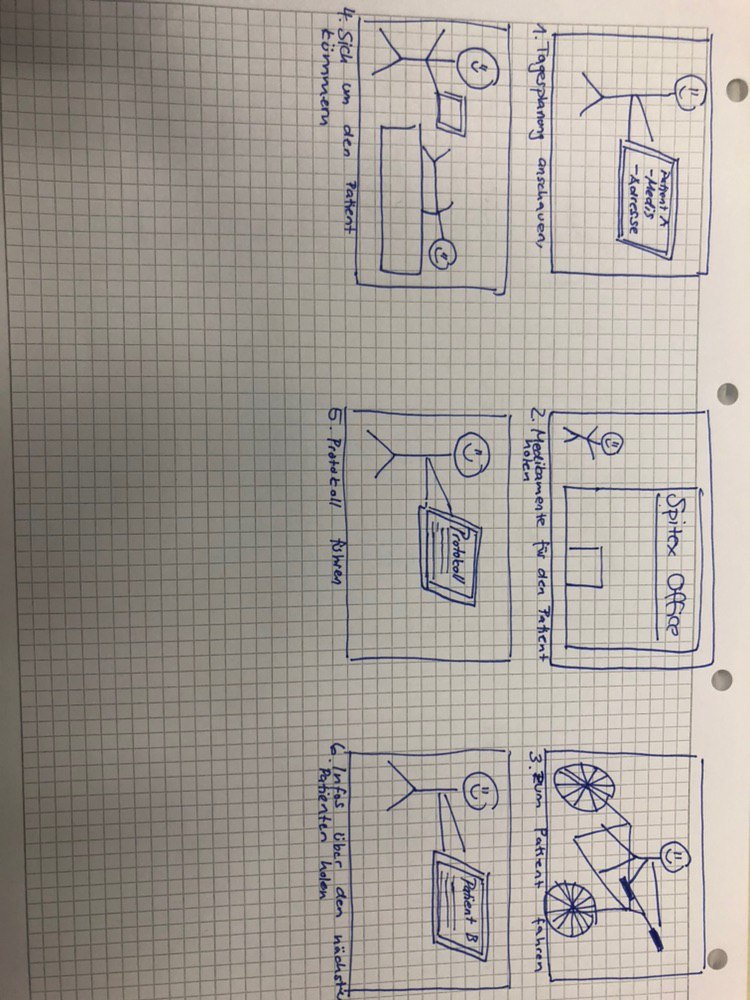 Patient A
- Medis
- Adresse
1. Tagesplanung anschauen,
Spitex Office
2. Medikamente für den Patient
holen
3. Zum Patient fahren
4. Sich um den Patient
kümmern
Protokoll
5. Protokoll führen
Patient B
6. Infos über den nächste
Patienten holen